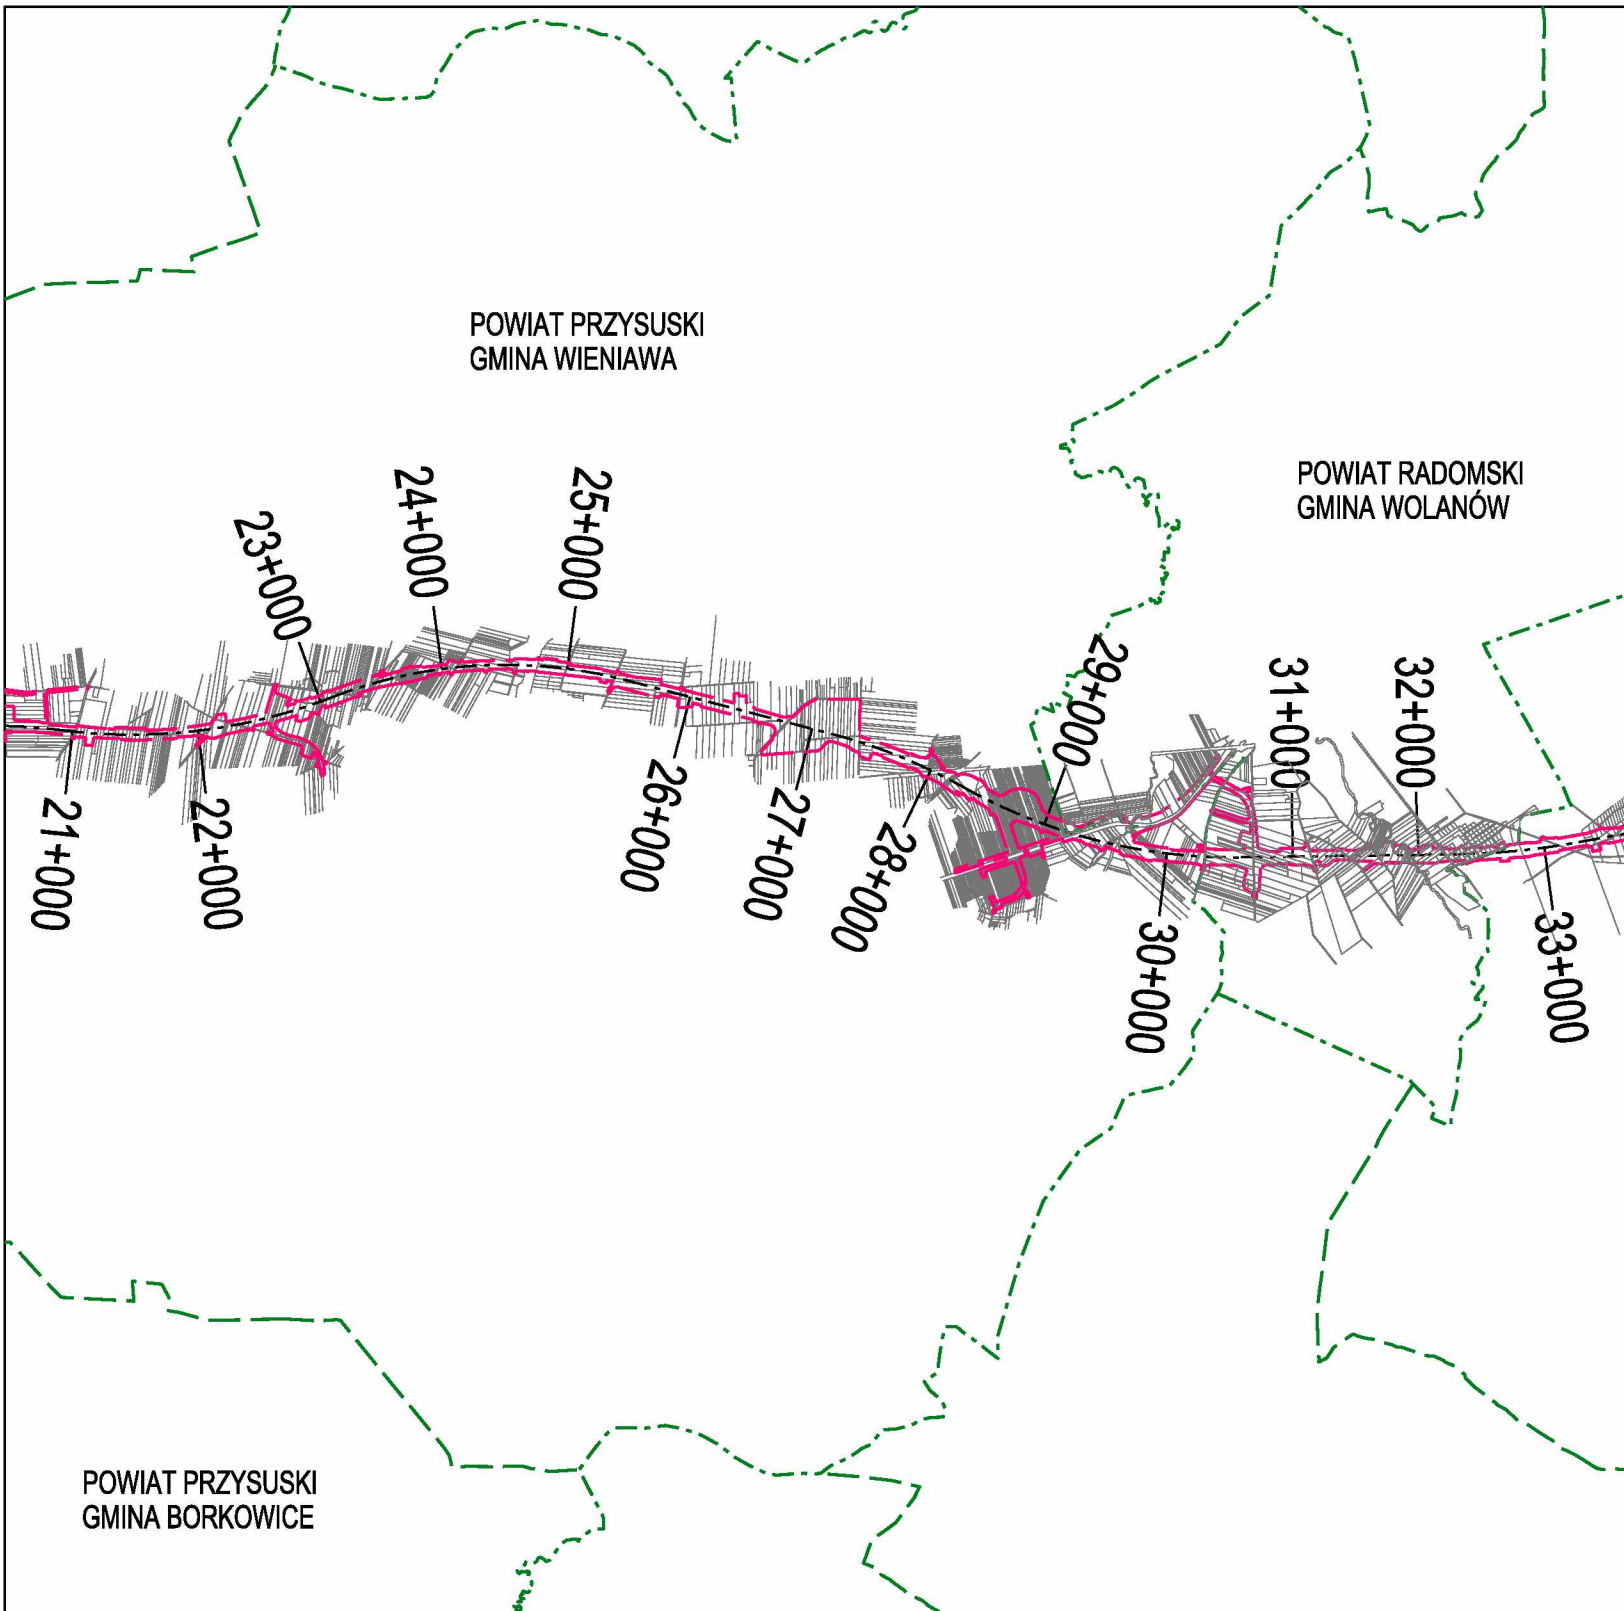 POWIAT PRZYSUSKI
GMINA WIENIAWA
POWIAT RADOMSKI
GMINA WOLANÓW
23+000
24+000
25+000
29+000
31+000
32+000
21+000
22+000
26+000
27+000
28+000
30+000
33+000
POWIAT PRZYSUSKI
GMINA BORKOWICE